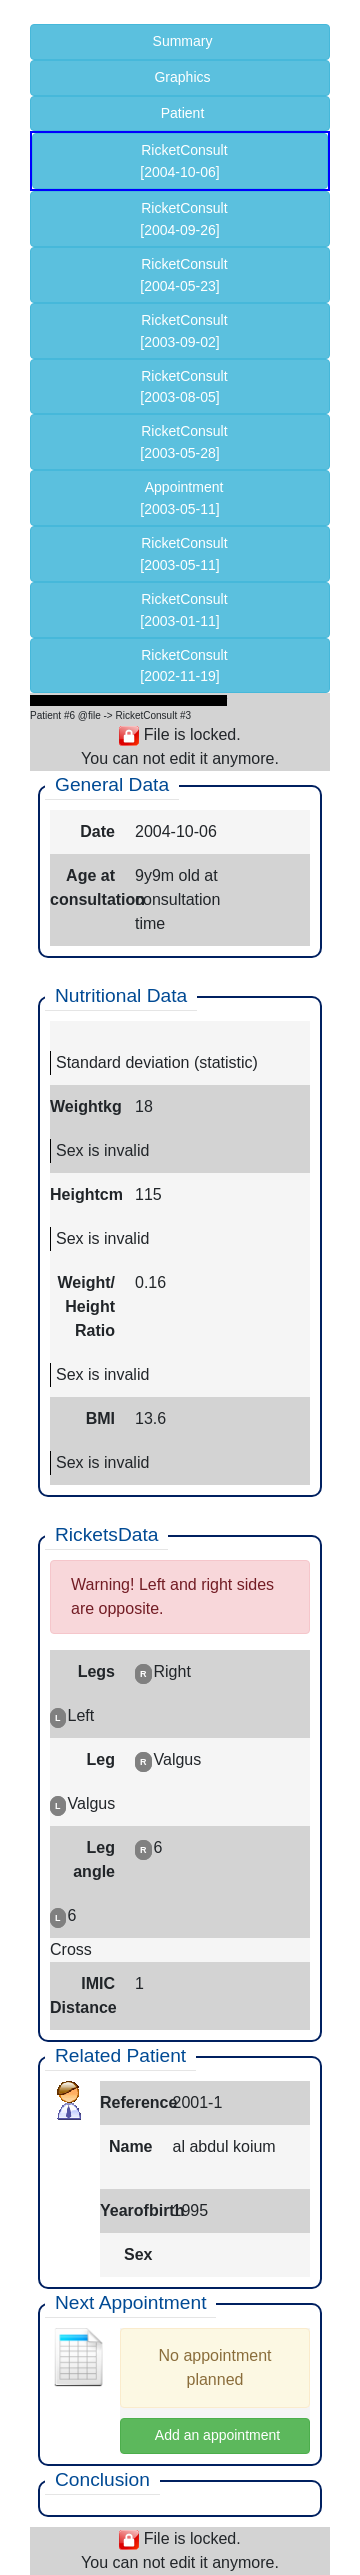 Summary
Graphics
Patient
RicketConsult
[2004-10-06]
RicketConsult
[2004-09-26]
RicketConsult
[2004-05-23]
RicketConsult
[2003-09-02]
RicketConsult
[2003-08-05]
RicketConsult
[2003-05-28]
Appointment
[2003-05-11]
RicketConsult
[2003-05-11]
RicketConsult
[2003-01-11]
RicketConsult
[2002-11-19]
Patient #6 @file -> RicketConsult #3
File is locked.
You can not edit it anymore.
General Data
Date 2004-10-06
Age at 9y9m old at
consultation consultation
time
Nutritional Data
Standard deviation (statistic)
Weightkg 18
Sex is invalid
Heightcm 115
Sex is invalid
Weight/ 0.16
Height
Ratio
Sex is invalid
BMI 13.6
Sex is invalid
RicketsData
Warning! Left and right sides
are opposite.
Legs R Right
L Left
Leg R Valgus
L Valgus
Leg R 6
angle
L 6
Cross
IMIC 1
Distance
Related Patient
Reference 2001-1
Name al abdul koium
Yearofbirth 1995
Sex
Next Appointment
No appointment
planned
Add an appointment
Conclusion
File is locked.
You can not edit it anymore.